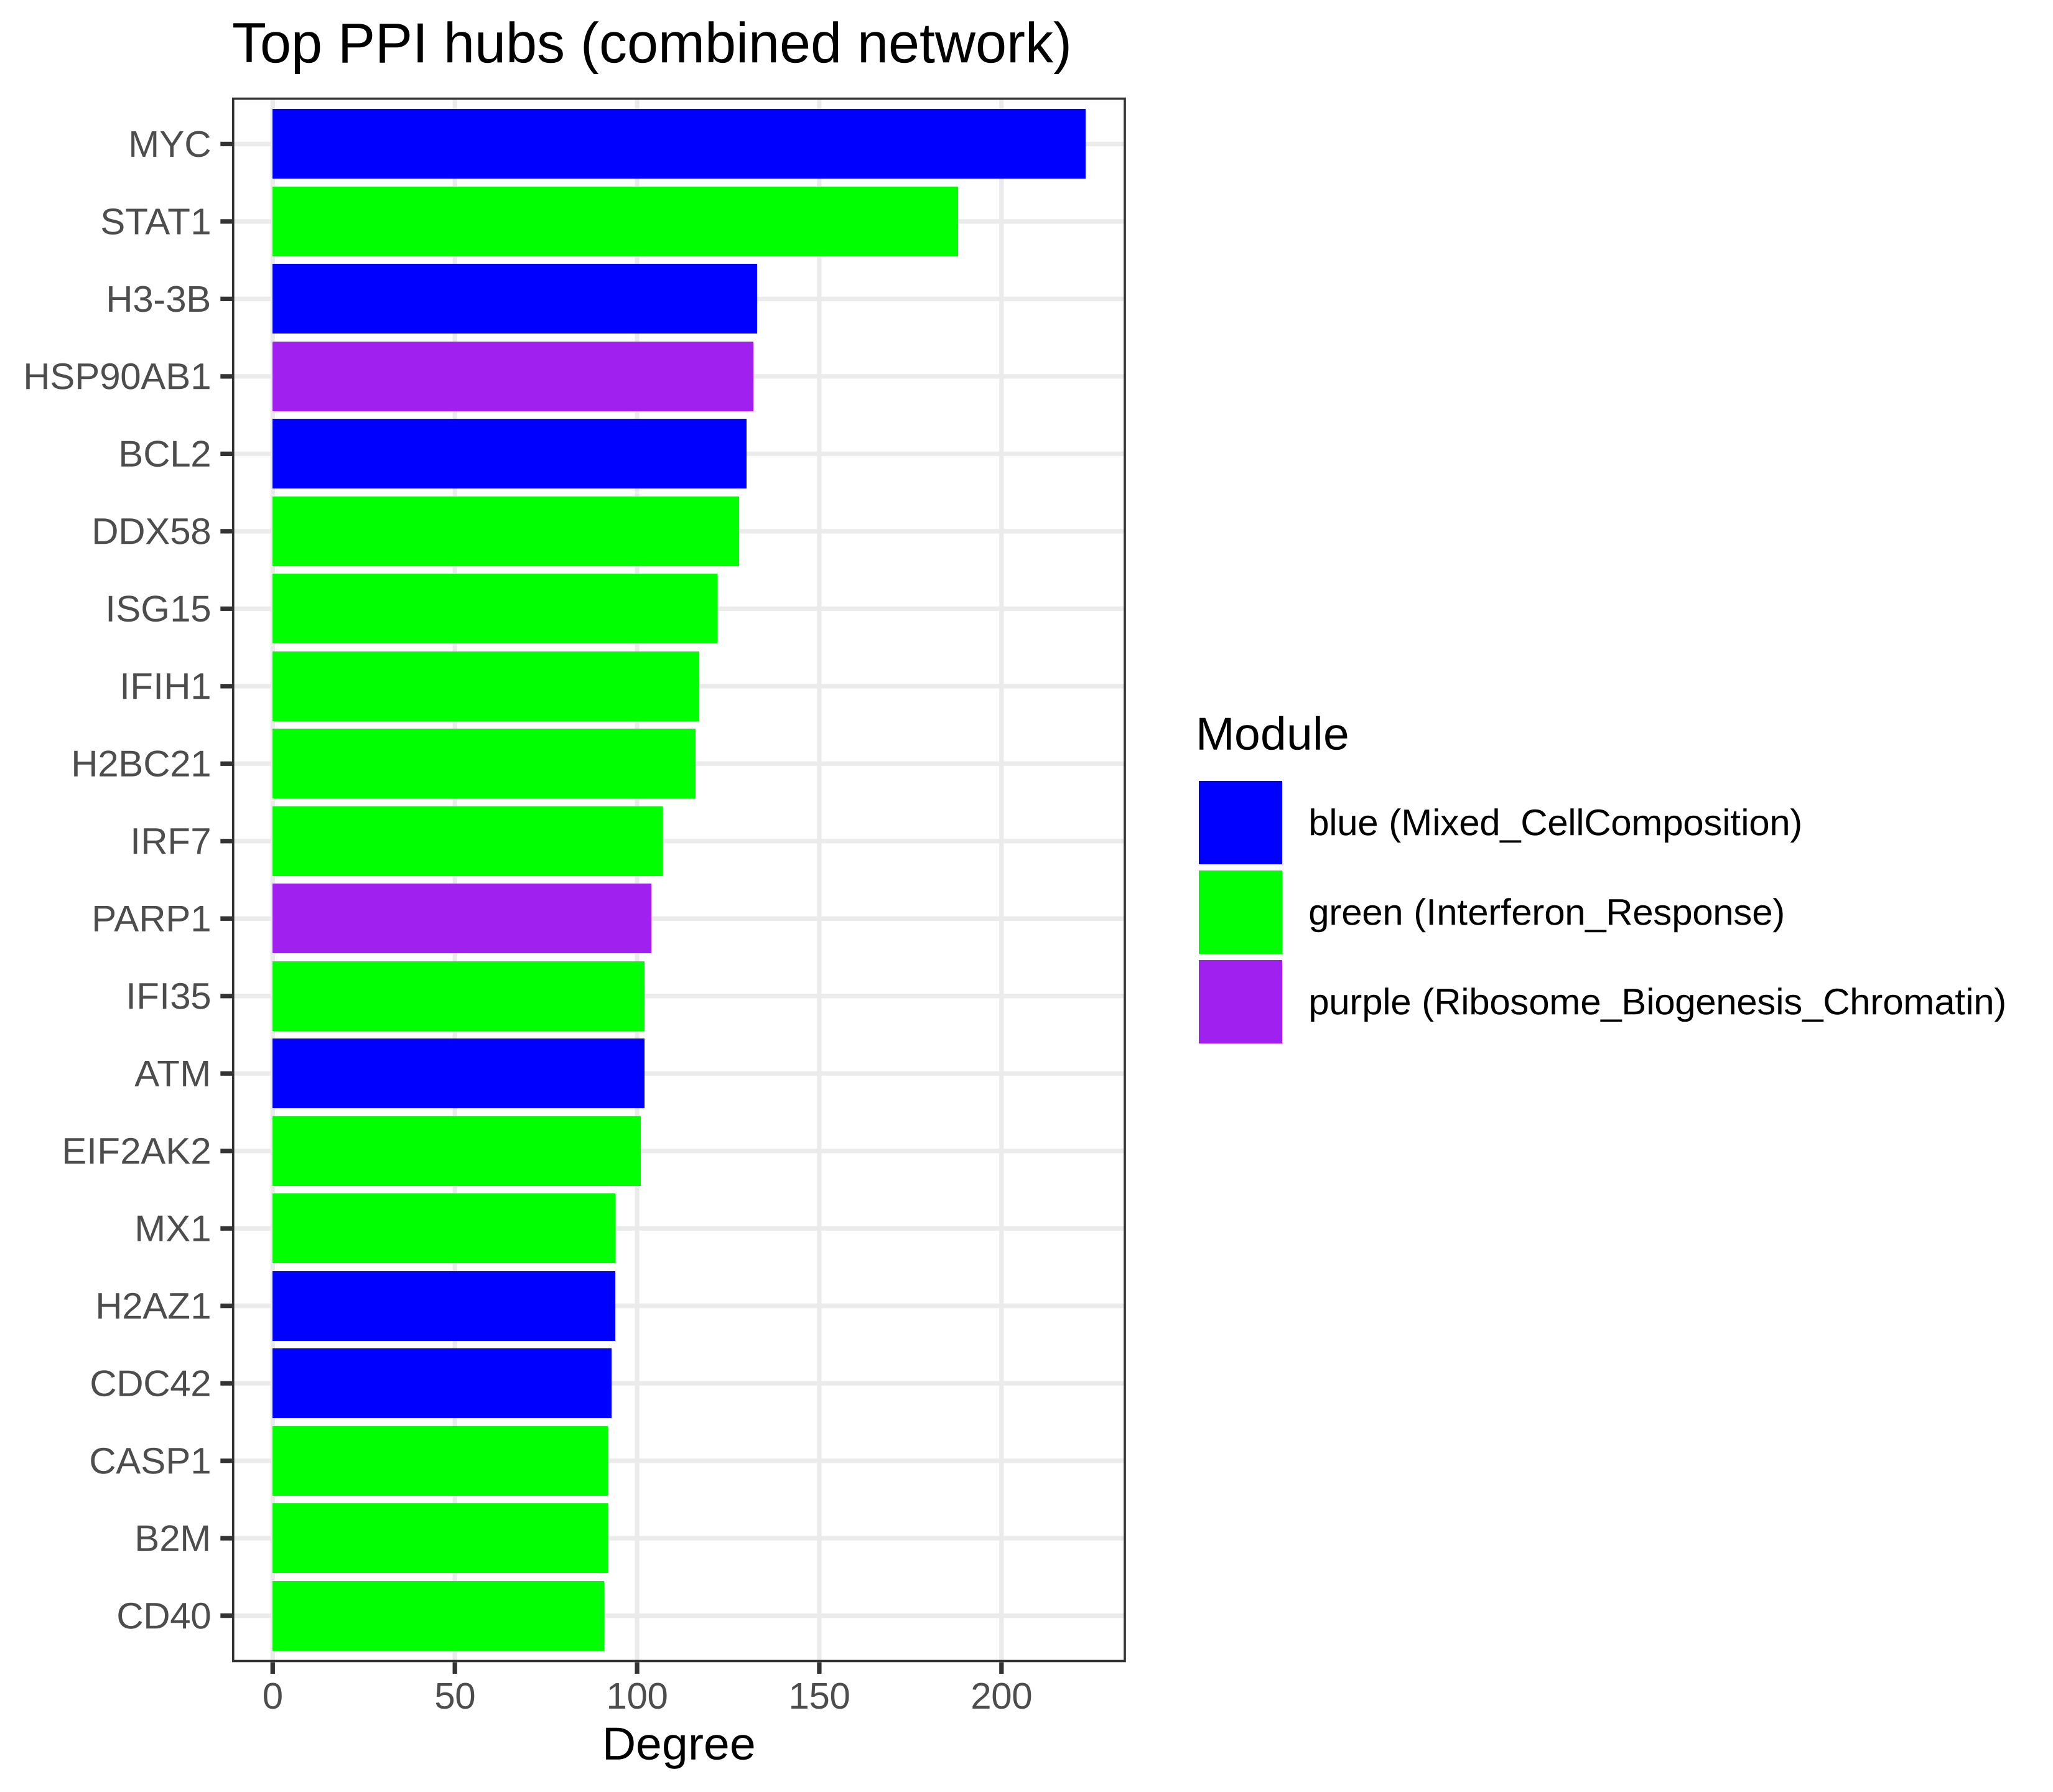 Top PPI hubs (combined network)
MYC
STAT1
H3-3B
HSP90AB1
BCL2
DDX58
ISG15
IFIH1
H2BC21
IRF7
PARP1
IFI35
ATM
EIF2AK2
MX1
H2AZ1
CDC42
CASP1
B2M
CD40
0 50 100 150 200
Degree
Module
blue (Mixed_CellComposition)
green (Interferon_Response)
purple (Ribosome_Biogenesis_Chromatin)